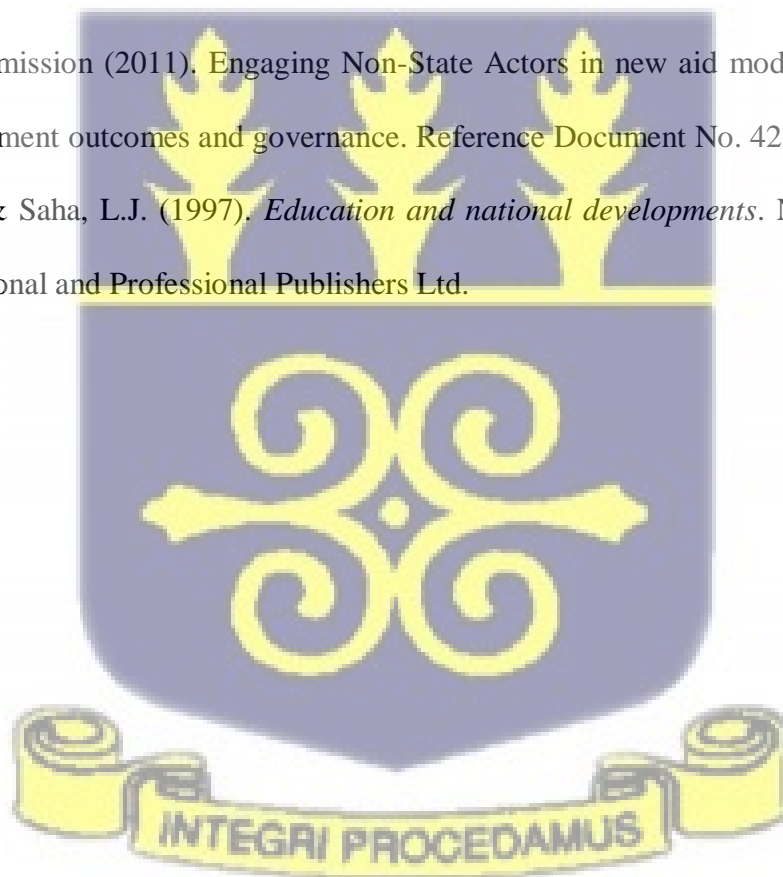 mission (2011). Engaging Non-State Actors in new aid mod
ment outcomes and governance. Reference Document No. 42
& Saha, L.J. (1997). Education and national developments. N
onal and Professional Publishers Ltd.
INTEGRI PROCEDAMUS